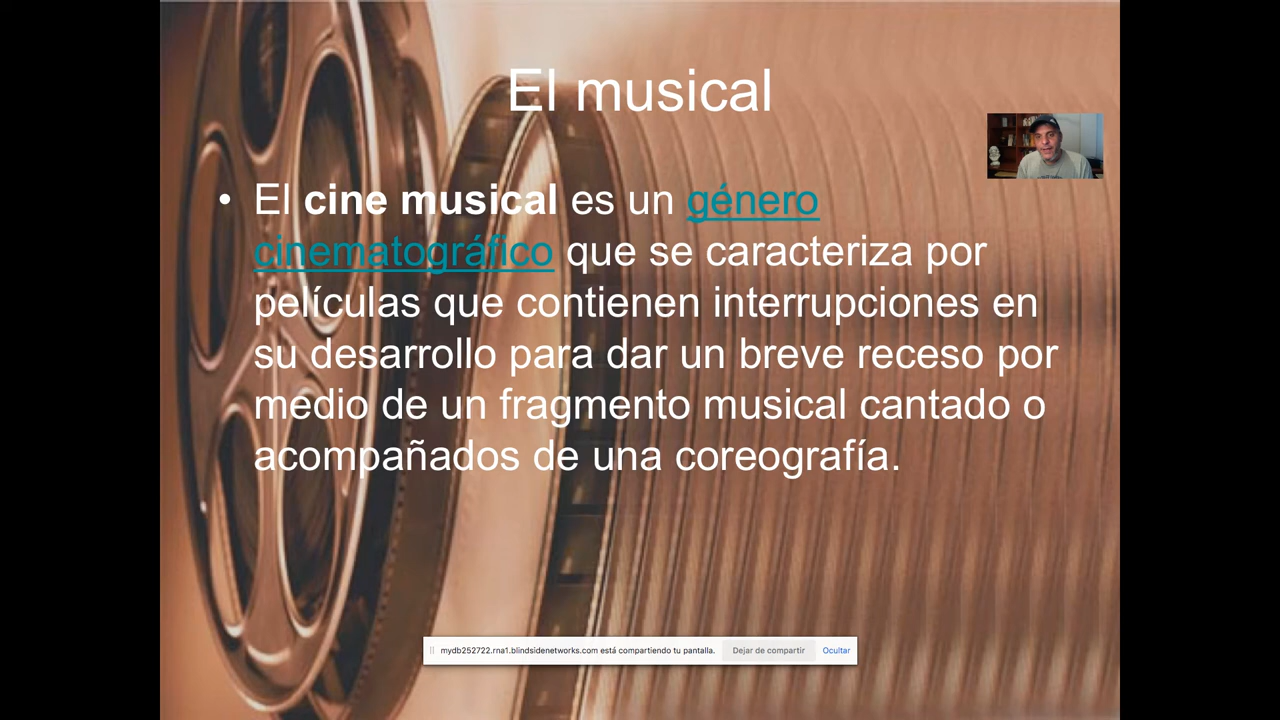 El musical
• El cine musical es un género
cinematográfico que se caracteriza por
películas que contienen interrupciones en
su desarrollo para dar un breve receso por
medio de un fragmento musical cantado o
acompañados de una coreografía.
mydb252722.rna1.blindsidenetworks.com está compartiendo tu pantalla. Dejar de compartir Ocultar